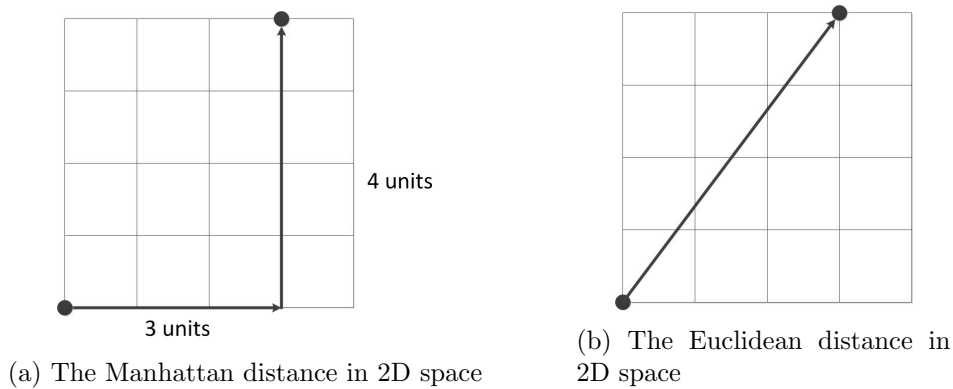 4 units
3 units
(a) The Manhattan distance in 2D space
(b) The Euclidean distance in
2D space